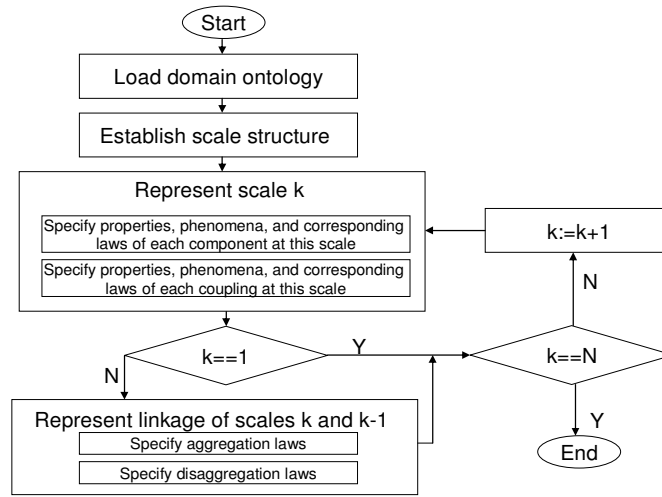 Start
Load domain ontology
Establish scale structure
Represent scale k
Specify properties, phenomena, and corresponding
laws of each component at this scale
Specify properties, phenomena, and corresponding
laws of each coupling at this scale
k:=k+1
N
k==1
Y
k==N
N
Y
Represent linkage of scales k and k-1
Specify aggregation laws
Specify disaggregation laws
End